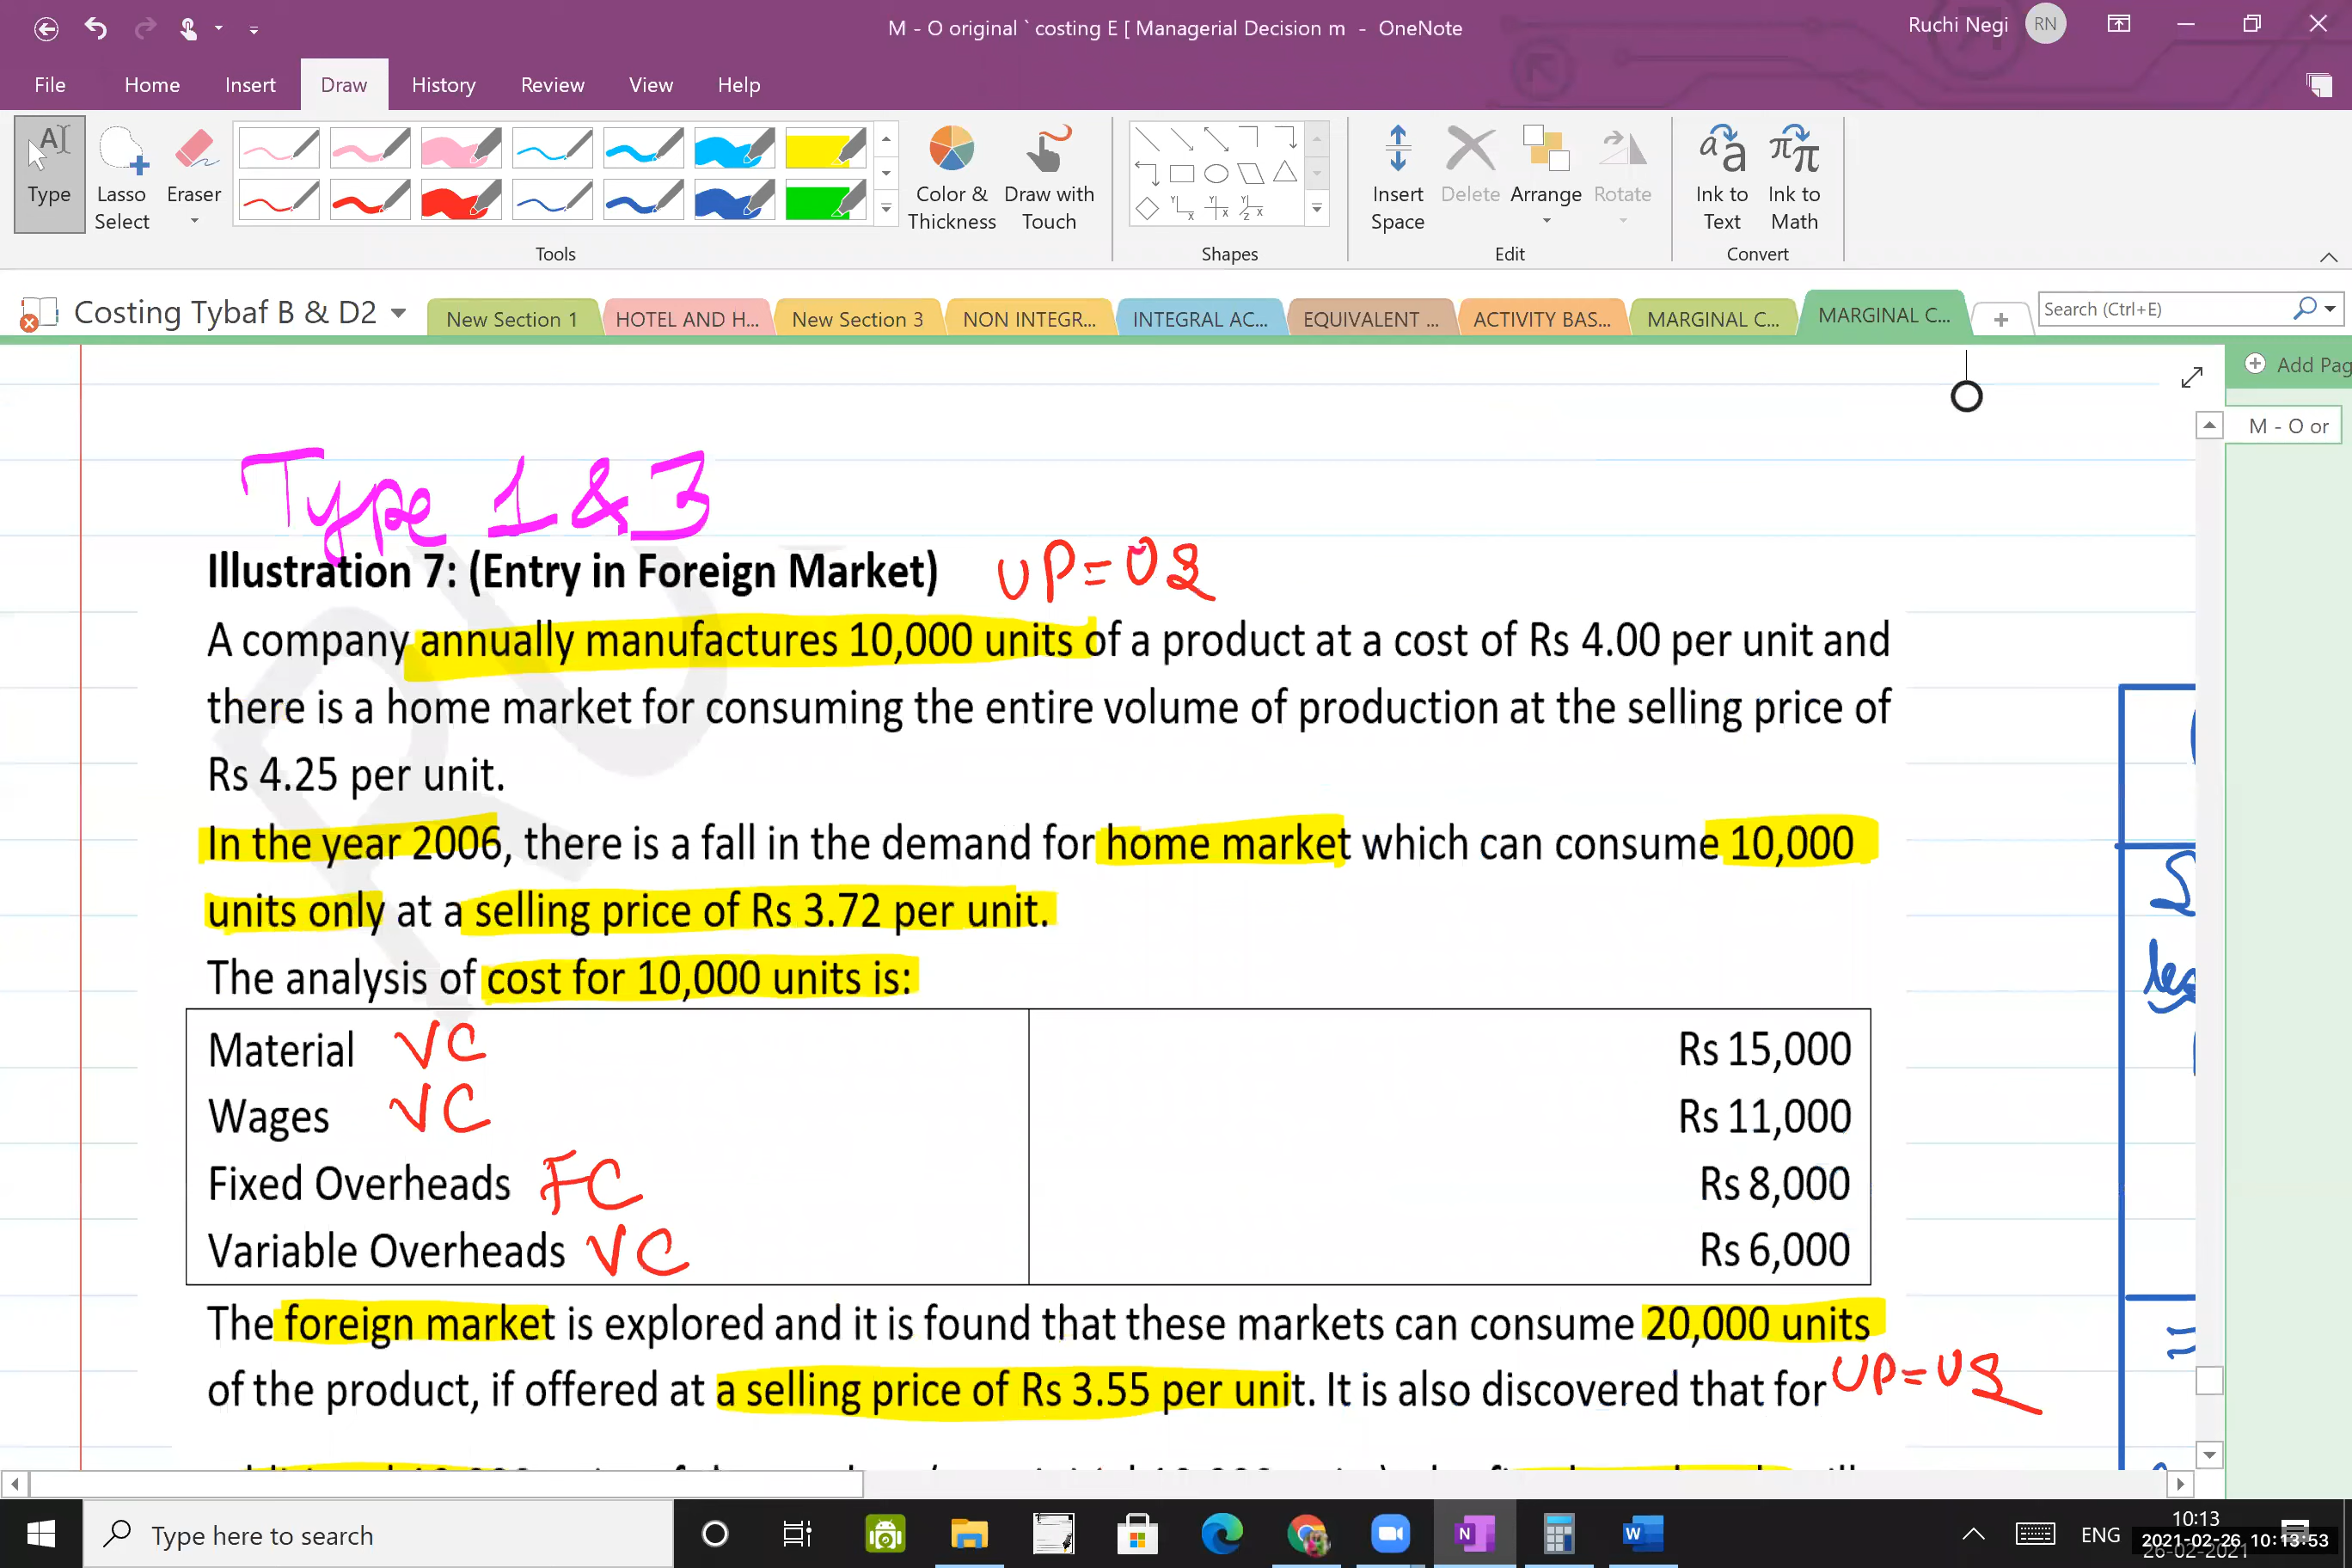 M - O original ` costing E [ Managerial Decision m - OneNote
Ruchi Negi RN
File Home Insert Draw History Review View Help
Type
Lasso Select
Eraser
Color & Thickness
Draw with Touch
Insert Space
Delete
Arrange
Rotate
Ink to Text
Ink to Math
Tools Shapes Edit Convert
Costing Tybaf B & D2 New Section 1 HOTEL AND H... New Section 3 NON INTEGR... INTEGRAL AC... EQUIVALENT ... ACTIVITY BAS... MARGINAL C... MARGINAL C... + Search (Ctrl+E)
Add Pag
M - O or
Type 1 & 3
Illustration 7: (Entry in Foreign Market) UP = US
A company annually manufactures 10,000 units of a product at a cost of Rs 4.00 per unit and
there is a home market for consuming the entire volume of production at the selling price of
Rs 4.25 per unit.
In the year 2006, there is a fall in the demand for home market which can consume 10,000
units only at a selling price of Rs 3.72 per unit.
The analysis of cost for 10,000 units is:
Material VC Rs 15,000
Wages VC Rs 11,000
Fixed Overheads FC Rs 8,000
Variable Overheads VC Rs 6,000
The foreign market is explored and it is found that these markets can consume 20,000 units
of the product, if offered at a selling price of Rs 3.55 per unit. It is also discovered that for UP = US
Type here to search
ENG
10:13
2021-02-26 10:13:53
26-02-2021